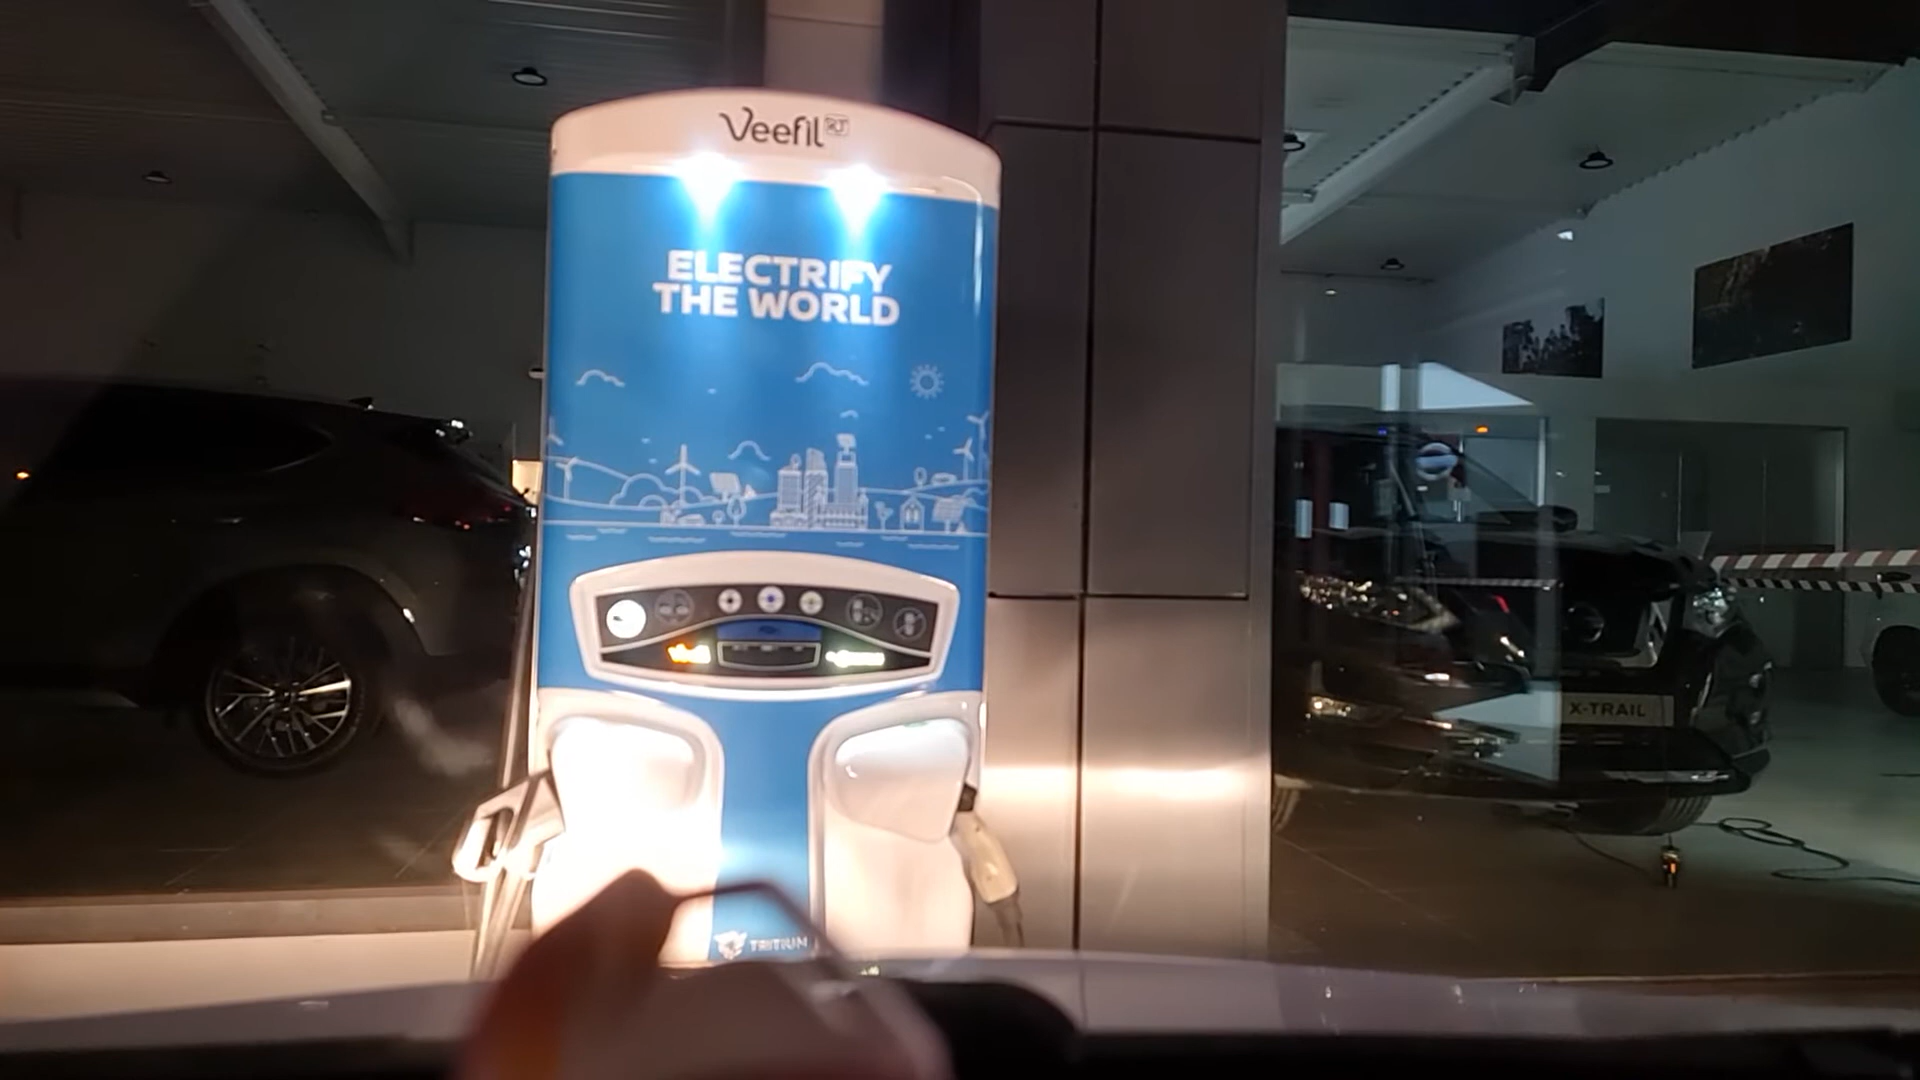 Veefil RT
ELECTRIFY
THE WORLD
X-TRAIL
TRITIUM